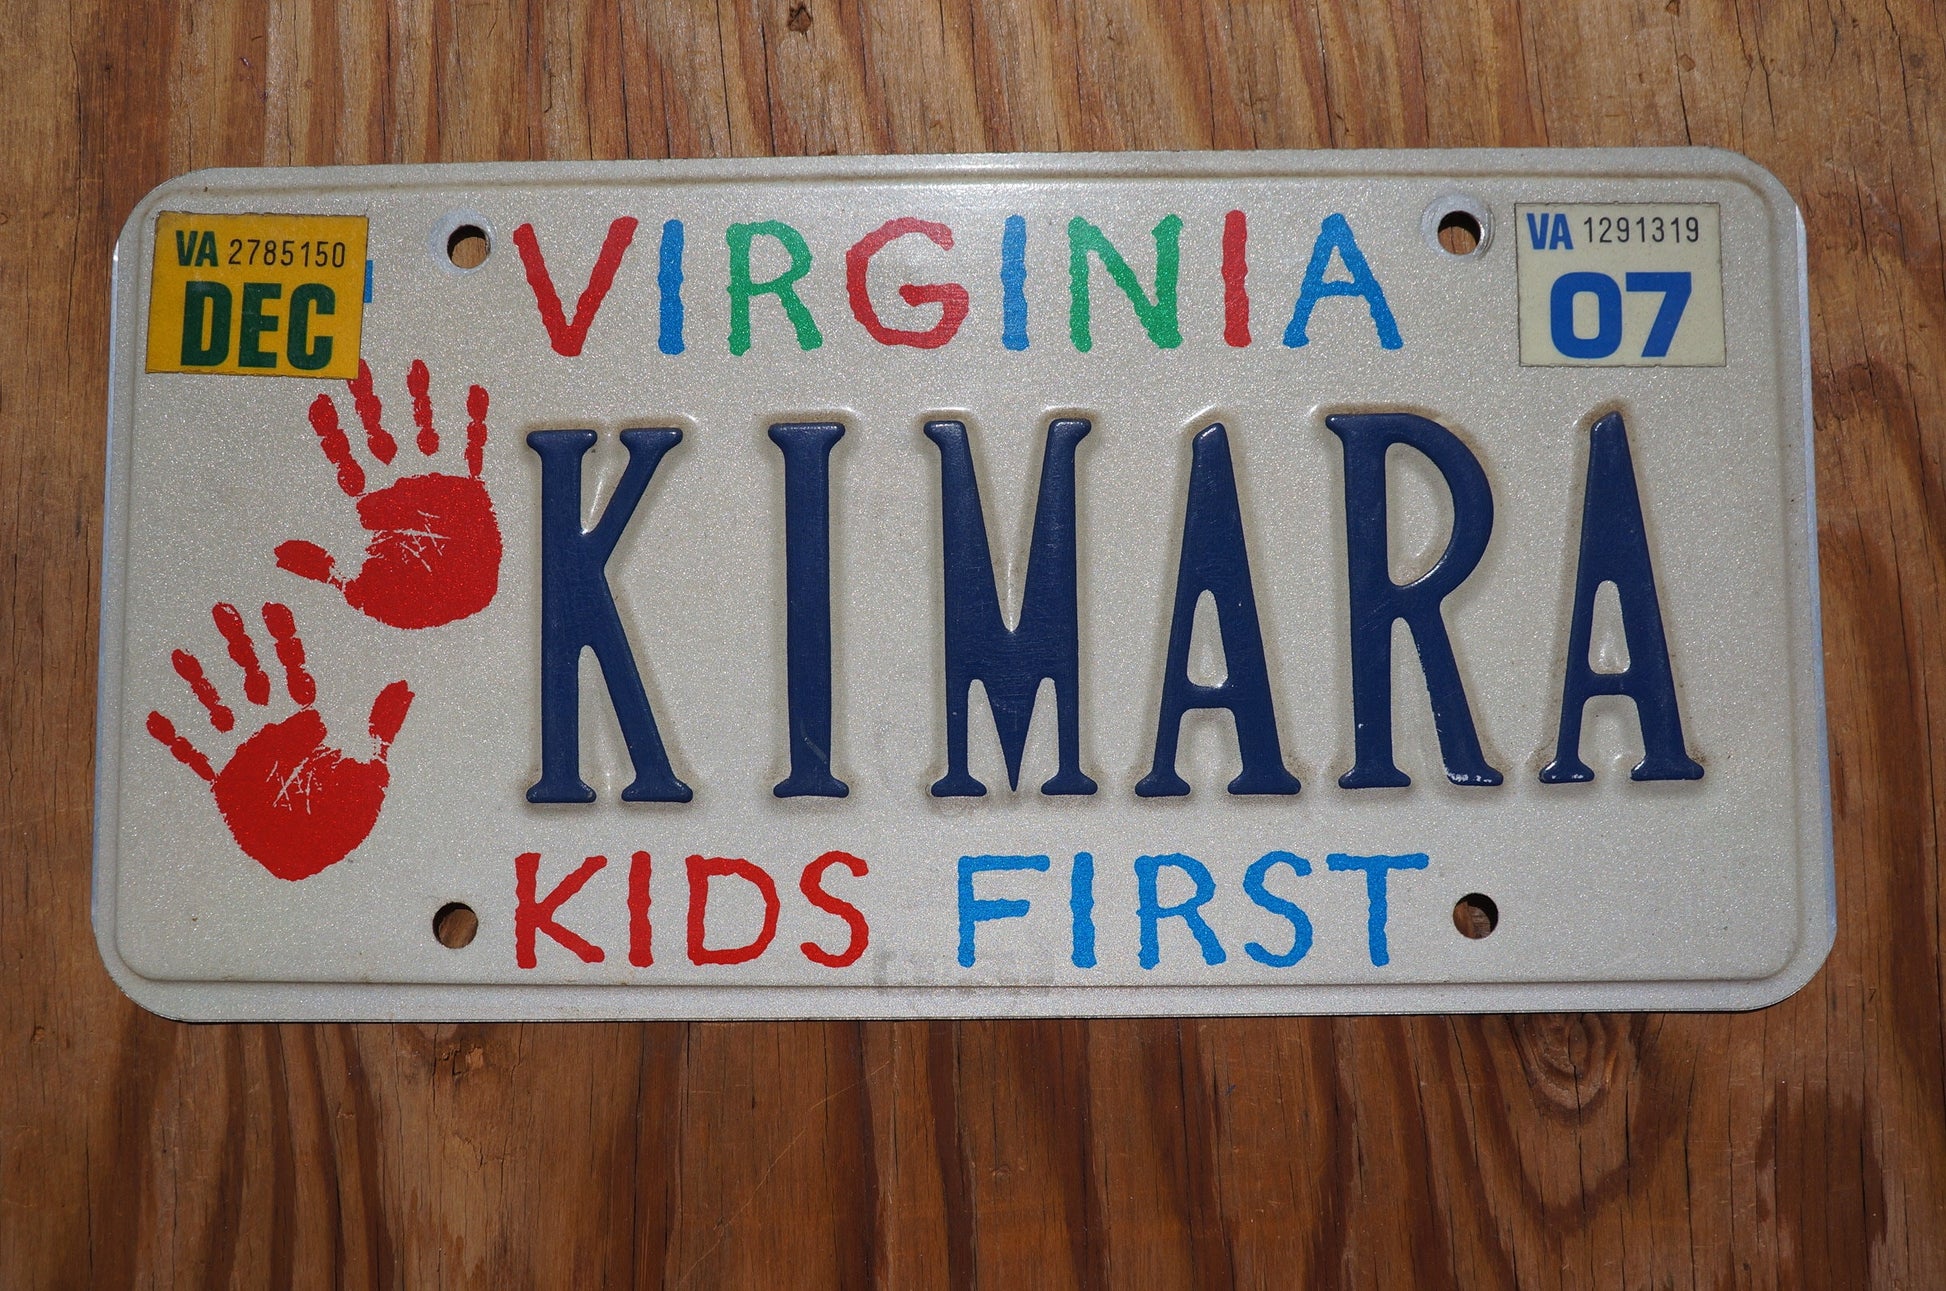 VA 2785150
DEC
VIRGINIA
VA 1291319
07
KIMARA
KIDS FIRST